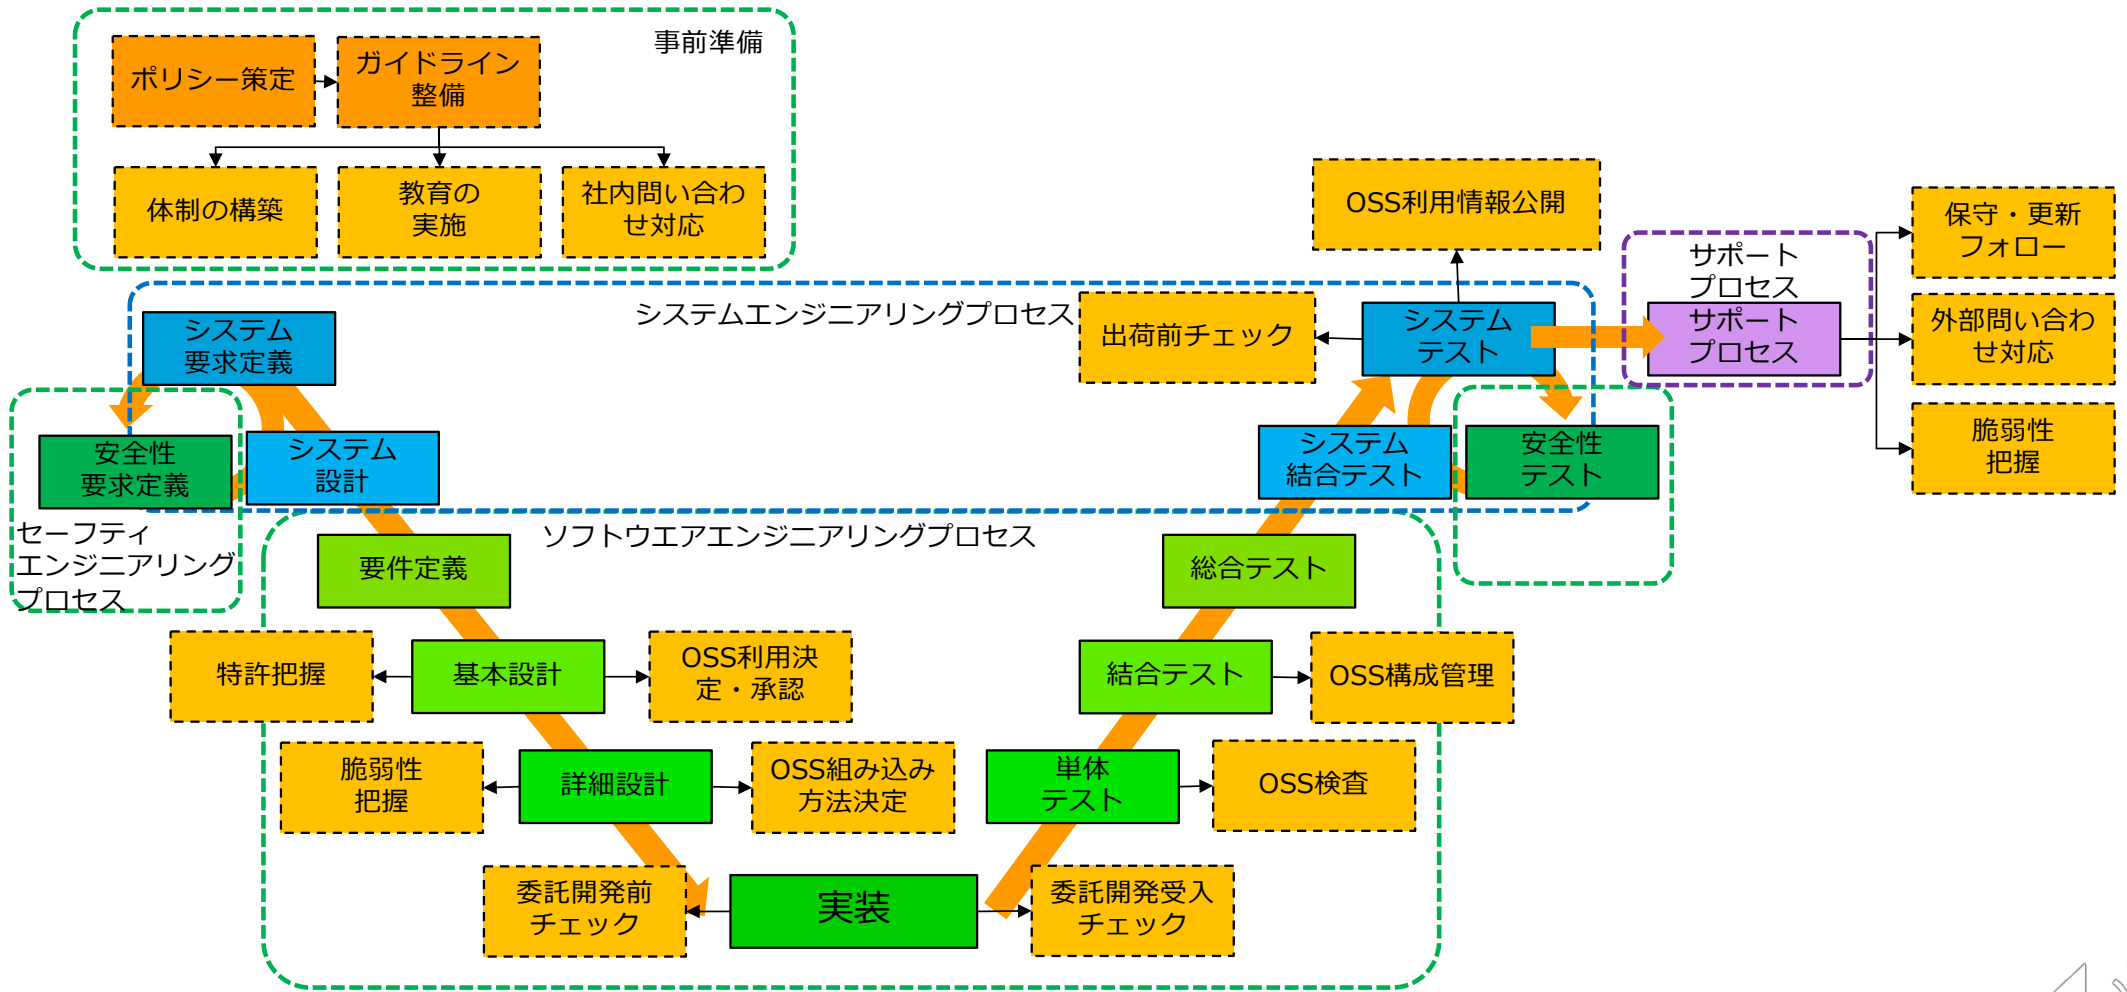 事前準備
ポリシー策定
ガイドライン
整備
体制の構築
教育の
実施
社内問い合わ
せ対応
OSS利用情報公開
保守・更新
フォロー
サポート
プロセス
システムエンジニアリングプロセス
システム
要求定義
出荷前チェック
システム
テスト
サポート
プロセス
外部問い合わ
せ対応
脆弱性
把握
安全性
要求定義
システム
設計
システム
結合テスト
安全性
テスト
セーフティ
エンジニアリング
プロセス
ソフトウエアエンジニアリングプロセス
要件定義
総合テスト
特許把握
基本設計
OSS利用決
定・承認
結合テスト
OSS構成管理
脆弱性
把握
詳細設計
OSS組み込み
方法決定
単体
テスト
OSS検査
委託開発前
チェック
実装
委託開発受入
チェック